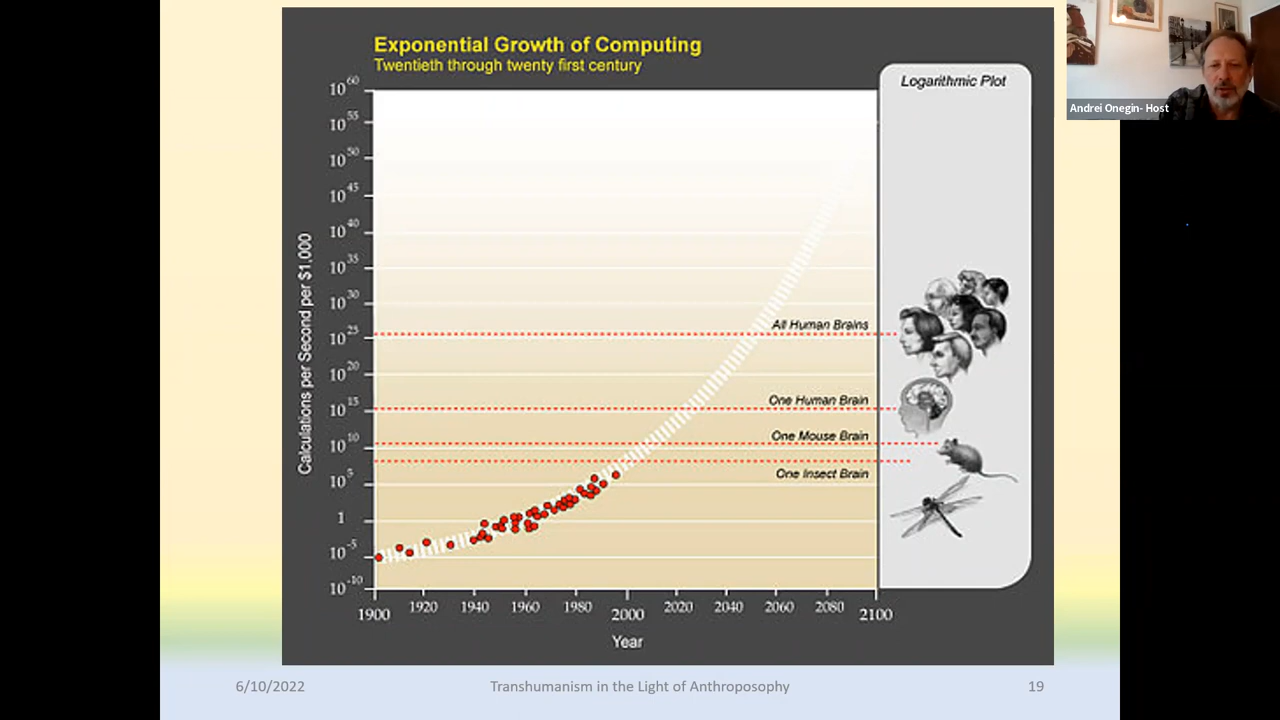 Exponential Growth of Computing
Twentieth through twenty first century
Logarithmic Plot
Andrei Onegin- Host
Calculations per Second per $1,000
10^60
10^55
10^50
10^45
10^40
10^35
10^30
10^25
10^20
10^15
10^10
10^5
1
10^-5
10^-10
All Human Brains
One Human Brain
One Mouse Brain
One Insect Brain
1900 1920 1940 1960 1980 2000 2020 2040 2060 2080 2100
Year
6/10/2022 Transhumanism in the Light of Anthroposophy 19